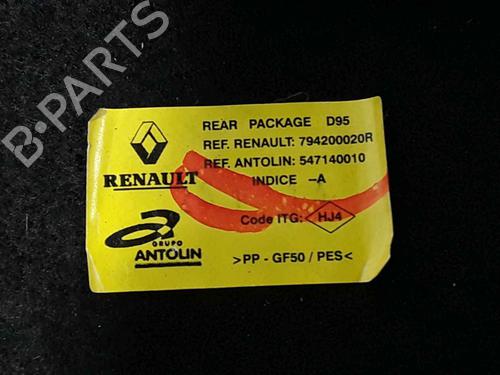 REAR PACKAGE D95
REF. RENAULT: 794200020R
REF. ANTOLIN: 547140010
RENAULT
INDICE -A
Code ITG: HJ4
GRUPO
ANTOLIN
>PP - GF50 / PES<
B-PARTS